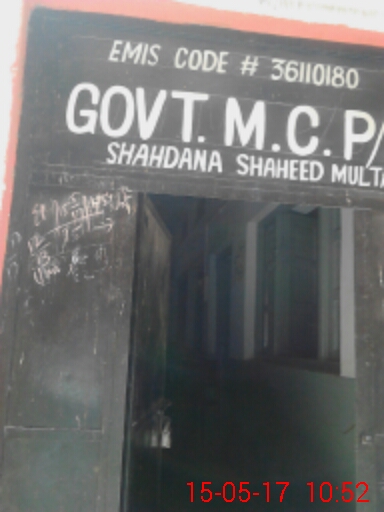 EMIS CODE # 36110180
GOVT. M.C. P/
SHAHDANA SHAHEED MULTA
15-05-17 10:52